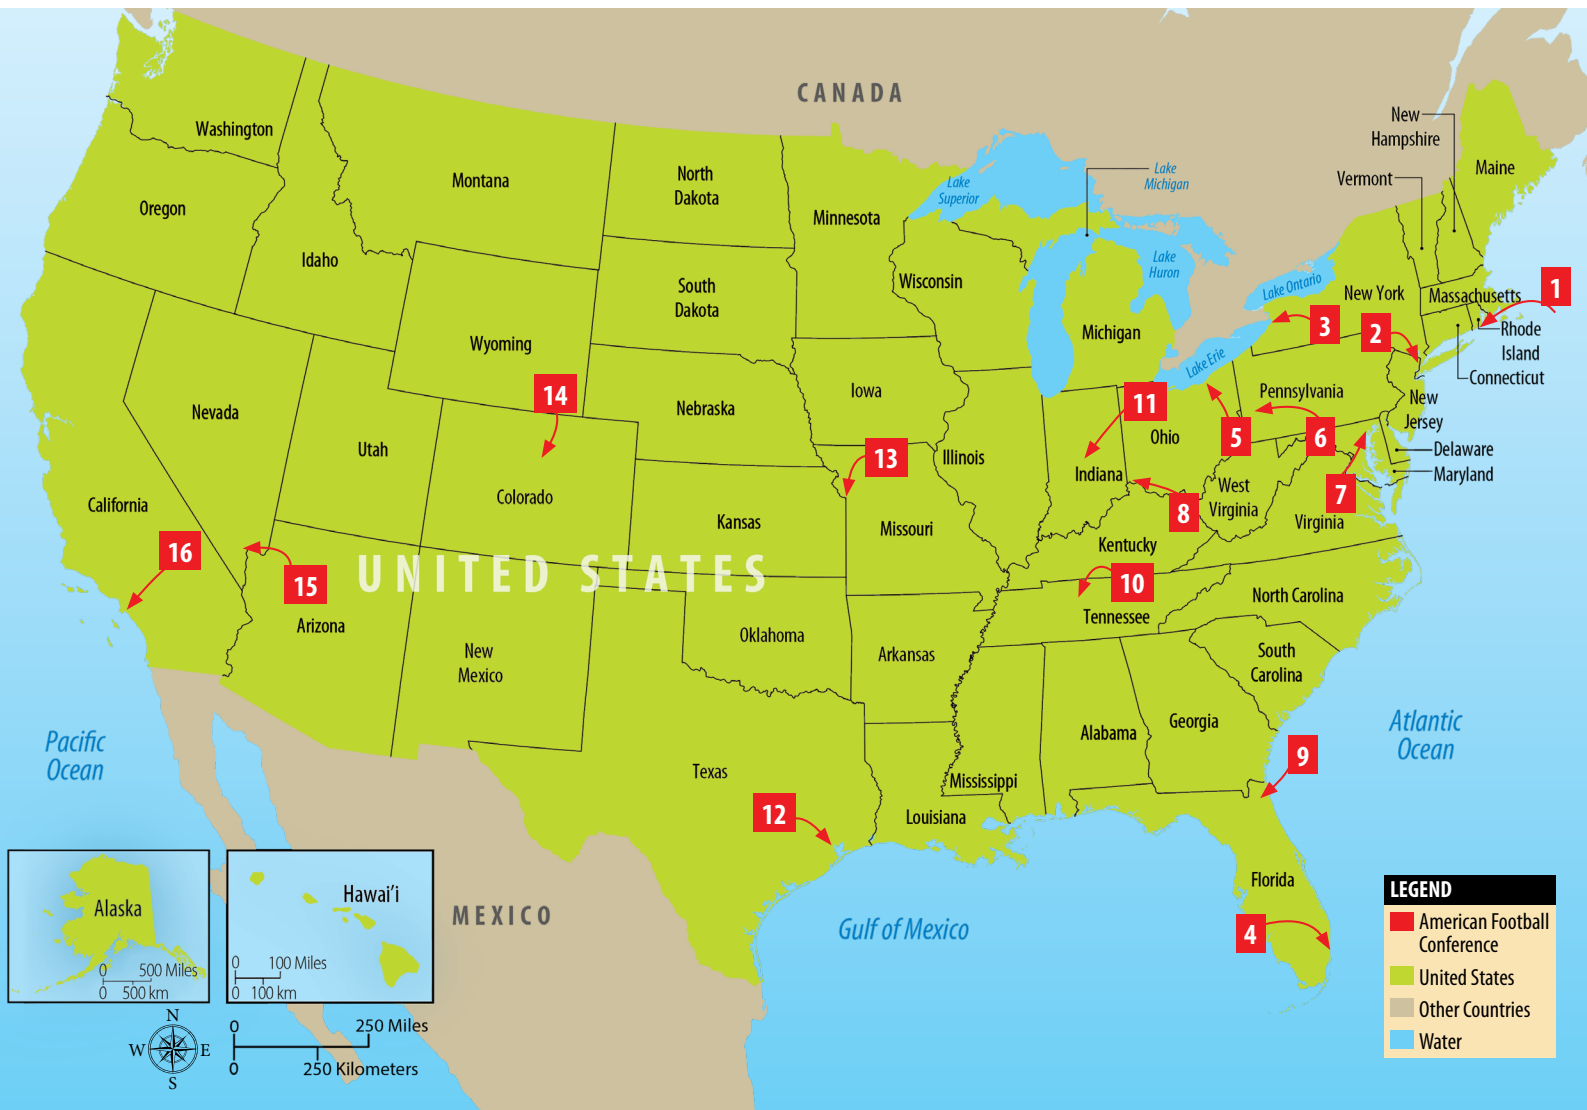 CANADA
New
Hampshire
Vermont
Maine
Lake
Michigan
Lake
Superior
Lake
Huron
Lake Ontario
Lake Erie
Washington
Oregon
Idaho
Montana
North
Dakota
South
Dakota
Minnesota
Wisconsin
Michigan
New York
Massachusetts
1
Rhode
Island
Connecticut
2
3
Wyoming
Nebraska
Iowa
Illinois
Indiana
Ohio
Pennsylvania
New
Jersey
Delaware
Maryland
14
13
11
5
6
7
8
Nevada
Utah
Colorado
California
Kansas
Missouri
Kentucky
West
Virginia
Virginia
16
15
10
UNITED STATES
Arizona
New
Mexico
Oklahoma
Arkansas
Tennessee
North Carolina
South
Carolina
Texas
Louisiana
Mississippi
Alabama
Georgia
Florida
12
9
4
Pacific
Ocean
Atlantic
Ocean
Gulf of Mexico
MEXICO
Alaska
0 500 Miles
0 500 km
Hawai'i
0 100 Miles
0 100 km
N
W E
S
0 250 Miles
0 250 Kilometers
LEGEND
American Football
Conference
United States
Other Countries
Water